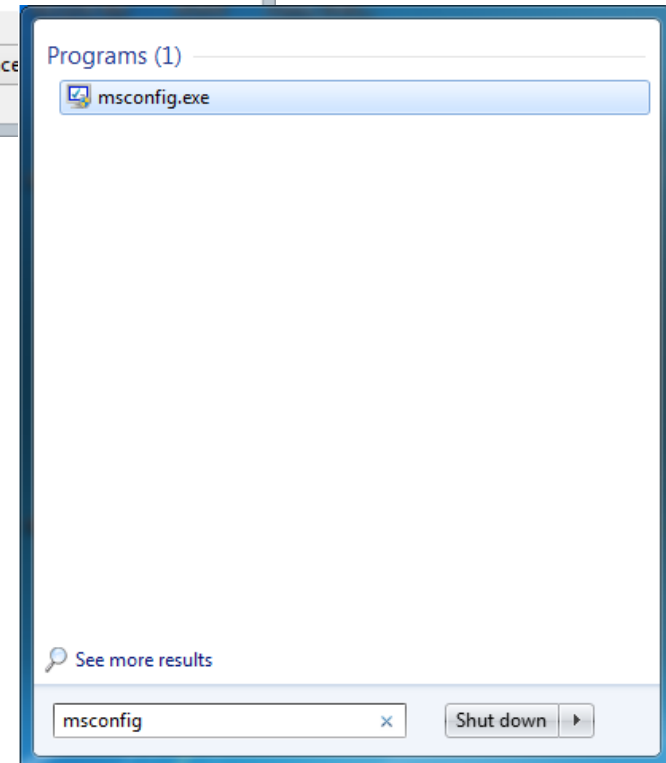 Programs (1)
msconfig.exe
See more results
msconfig
Shut down